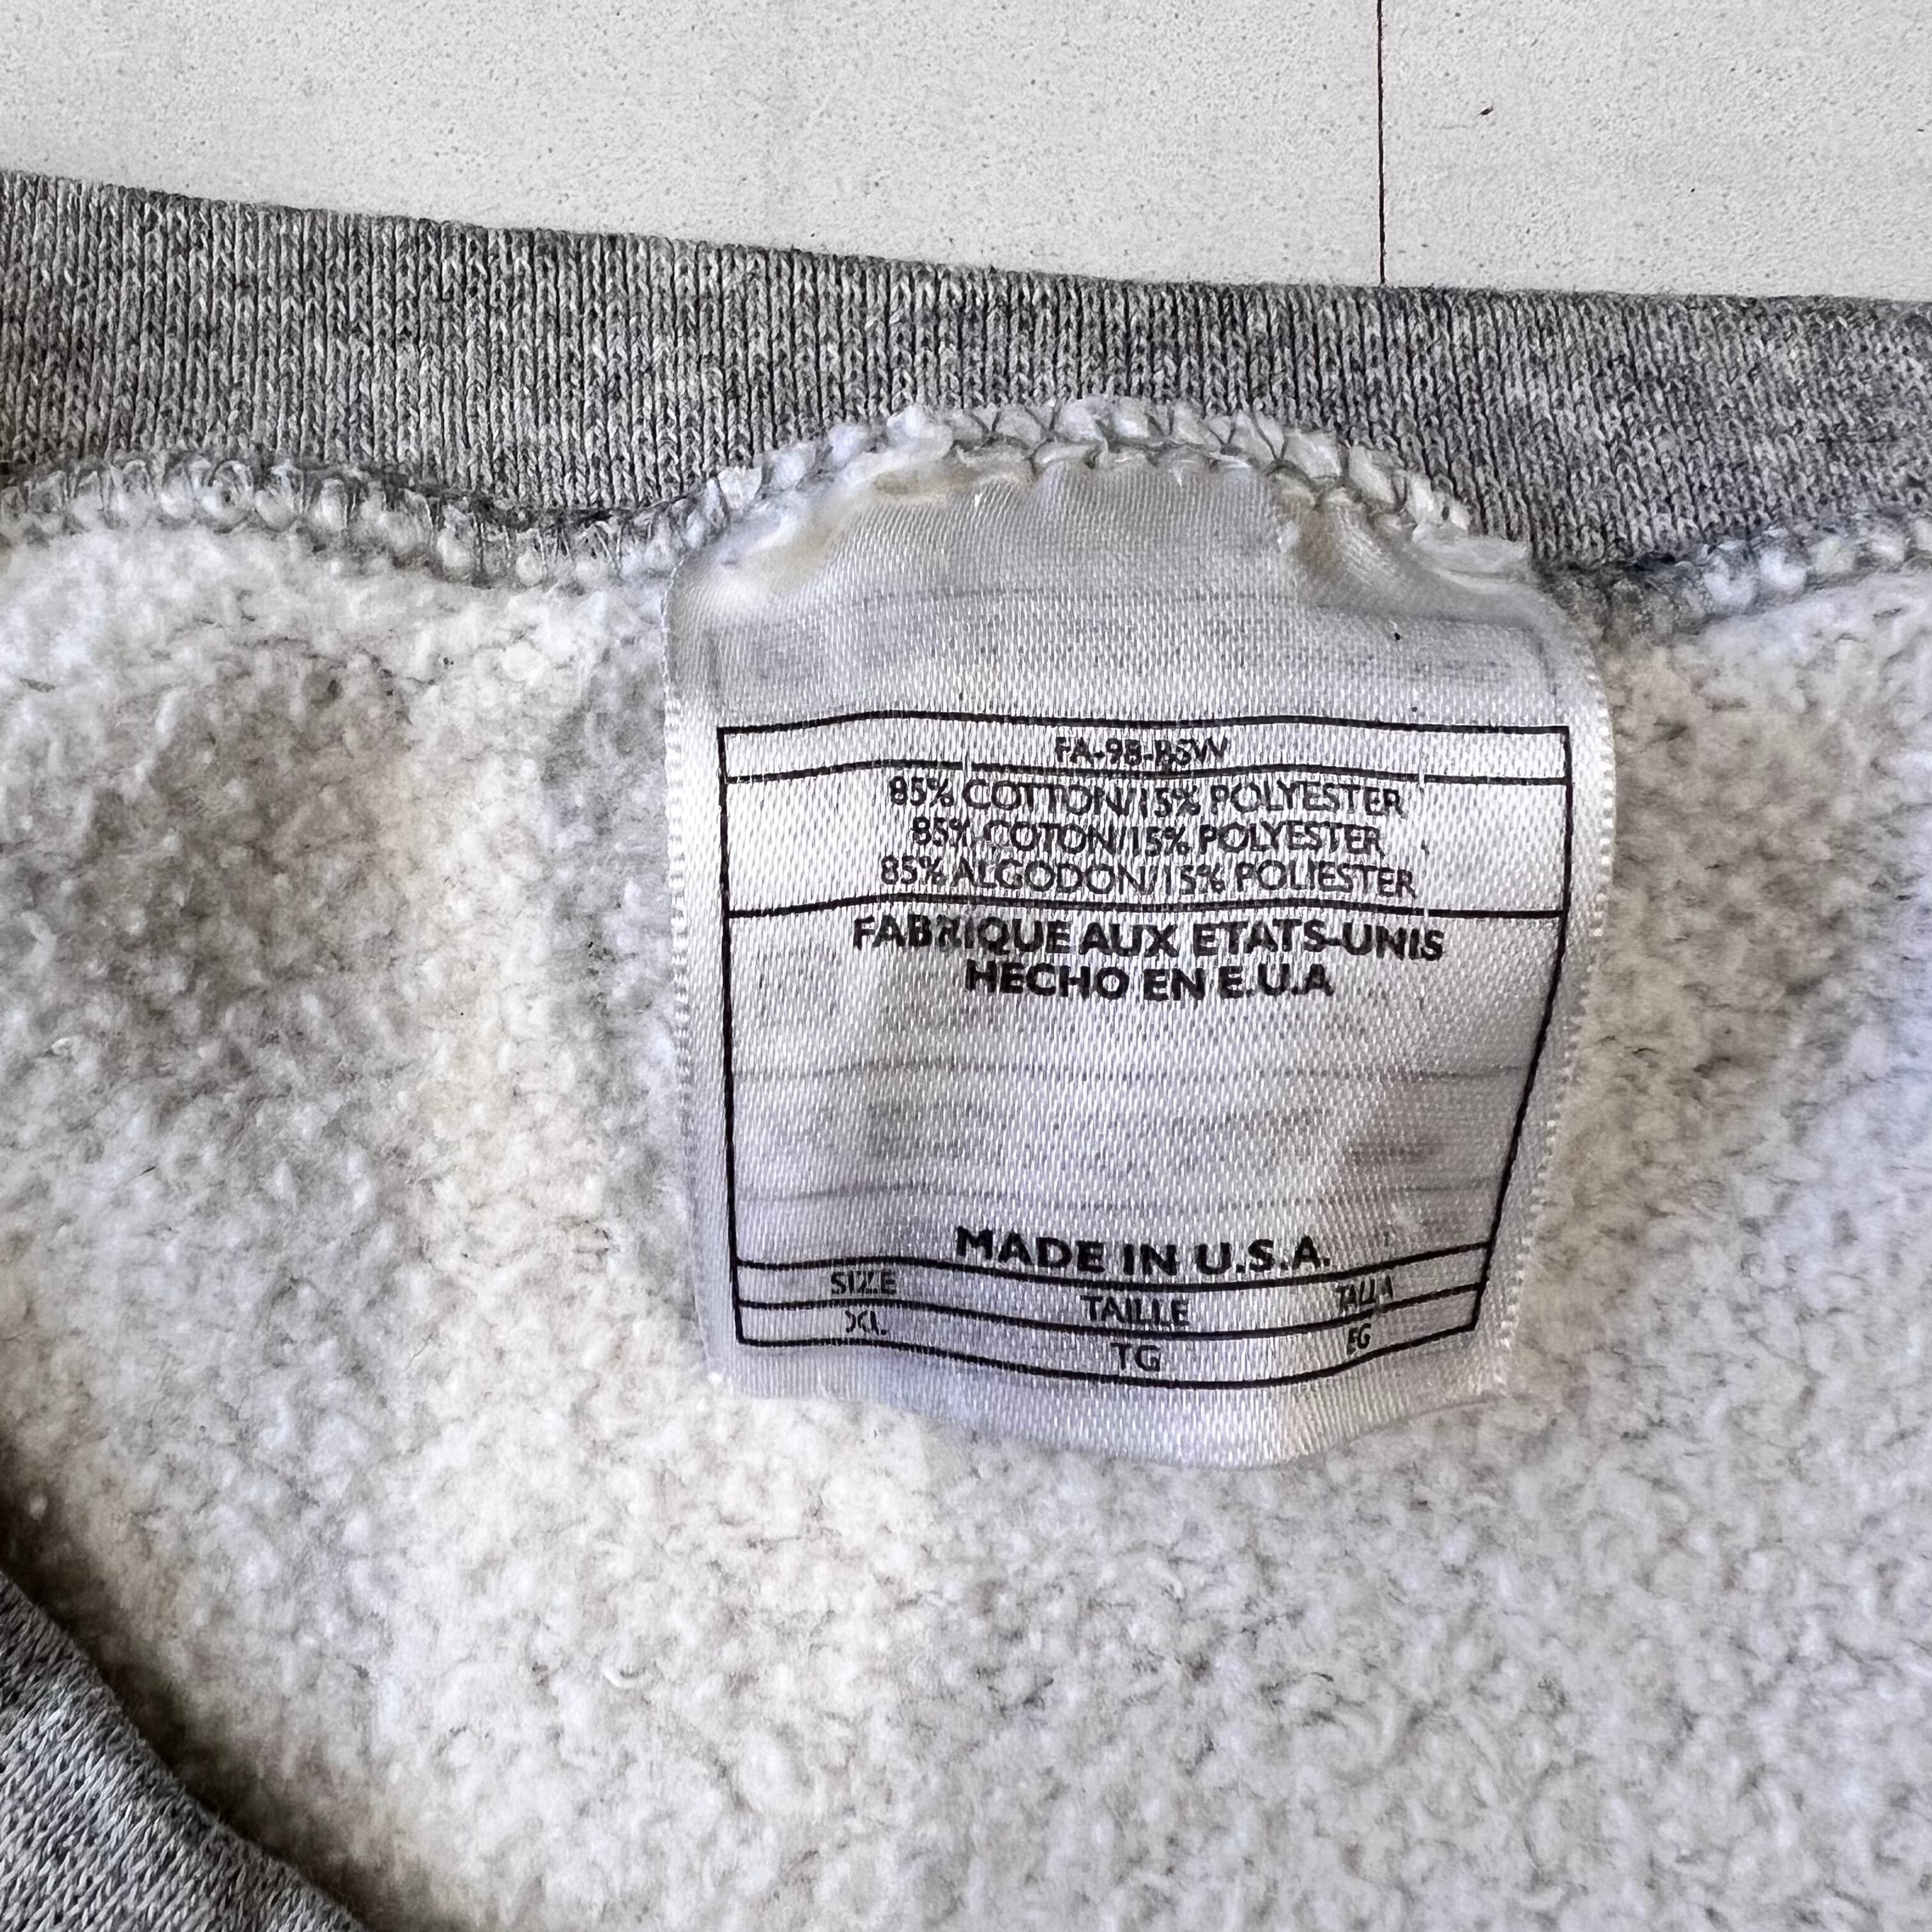 FA-98-RSW
85% COTTON/15% POLYESTER
85% COTON/15% POLYESTER
85% ALGODON/15% POLIESTER
FABRIQUE AUX ETATS-UNIS
HECHO EN E.U.A
MADE IN U.S.A.
SIZE TAILLE TALLA
XL TG EG